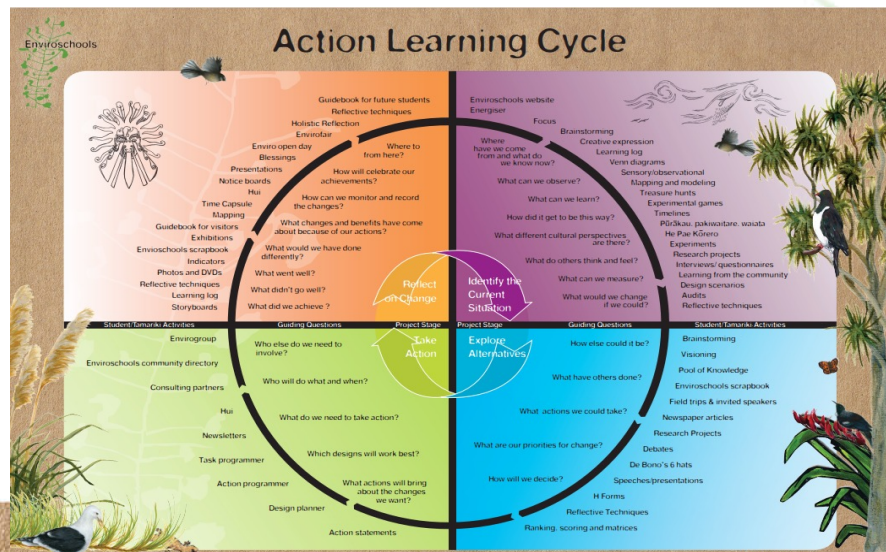 Enviroschools
Action Learning Cycle
Guidebook for future students
Reflective techniques
Holistic Reflection
Envirofair
Enviro open day
Blessings
Presentations
Notice boards
Hui
Time Capsule
Mapping
Guidebook for visitors
Exhibitions
Envioschools scrapbook
Indicators
Photos and DVDs
Reflective techniques
Learning log
Storyboards
Where to
from here?
How will celebrate our
achievements?
How can we monitor and record
the changes?
What changes and benefits have come
about because of our actions?
What would we have done
differently?
What went well?
What didn't go well?
What did we achieve ?
Reflect
on Change
Enviroschools website
Energiser
Focus
Brainstorming
Creative expression
Learning log
Venn diagrams
Sensory/observational
Mapping and modeling
Treasure hunts
Experimental games
Timelines
Pūrākau, pakiwaitare, waiata
He Pae Kōrero
Experiments
Research projects
Interviews/ questionnaires
Learning from the community
Design scenarios
Audits
Reflective techniques
Where
have we come
from and what do
we know now?
What can we observe?
What can we learn?
How did it get to be this way?
What different cultural perspectives
are there?
What do others think and feel?
What can we measure?
What would we change
if we could?
Identify the
Current
Situation
Student/Tamariki Activities
Guiding Questions
Project Stage
Project Stage
Guiding Questions
Student/Tamariki Activities
Envirogroup
Enviroschools community directory
Consulting partners
Hui
Newsletters
Task programmer
Action programmer
Design planner
Action statements
Who else do we need to
involve?
Who will do what and when?
What do we need to take action?
Which designs will work best?
What actions will bring
about the changes
we want?
Take
Action
Explore
Alternatives
How else could it be?
What have others done?
What actions we could take?
What are our priorities for change?
How will we decide?
Brainstorming
Visioning
Pool of Knowledge
Enviroschools scrapbook
Field trips & invited speakers
Newspaper articles
Research Projects
Debates
De Bono's 6 hats
Speeches/presentations
H Forms
Reflective Techniques
Ranking, scoring and matrices